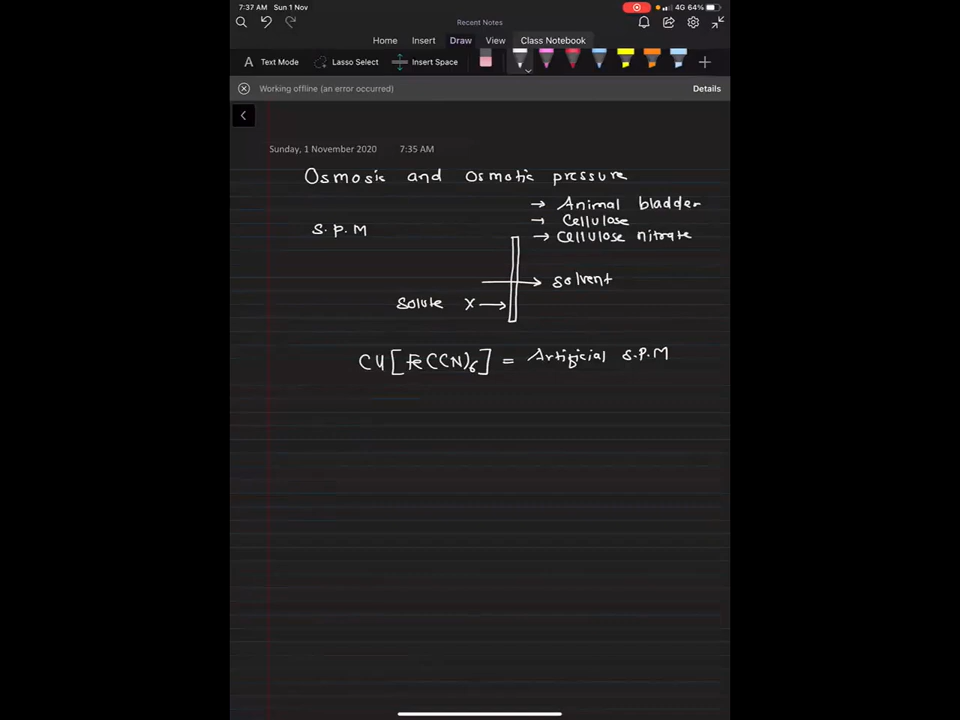 7:37 AM Sun 1 Nov 4G 64%
Recent Notes
Home Insert Draw View Class Notebook
Text Mode Lasso Select Insert Space
Working offline (an error occurred) Details
Sunday, 1 November 2020 7:35 AM
Osmosis and Osmotic pressure
→ Animal bladder
→ Cellulose
S.P.M
→ Cellulose nitrate
→ solvent
Solute X →
CU[Fe(CN)6] = Artificial S.P.M